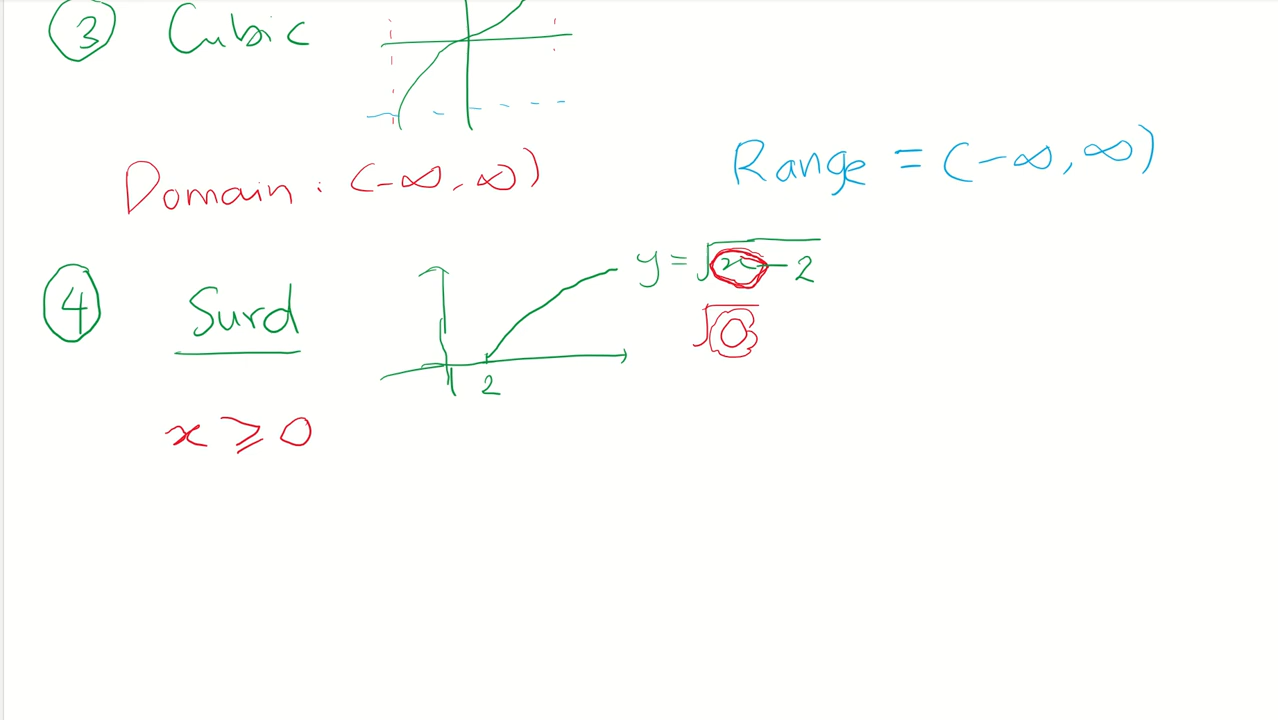 3 Cubic
Domain : (-∞, ∞)
Range = (-∞, ∞)
4 Surd
y = √x - 2
√0
2
x ≥ 0